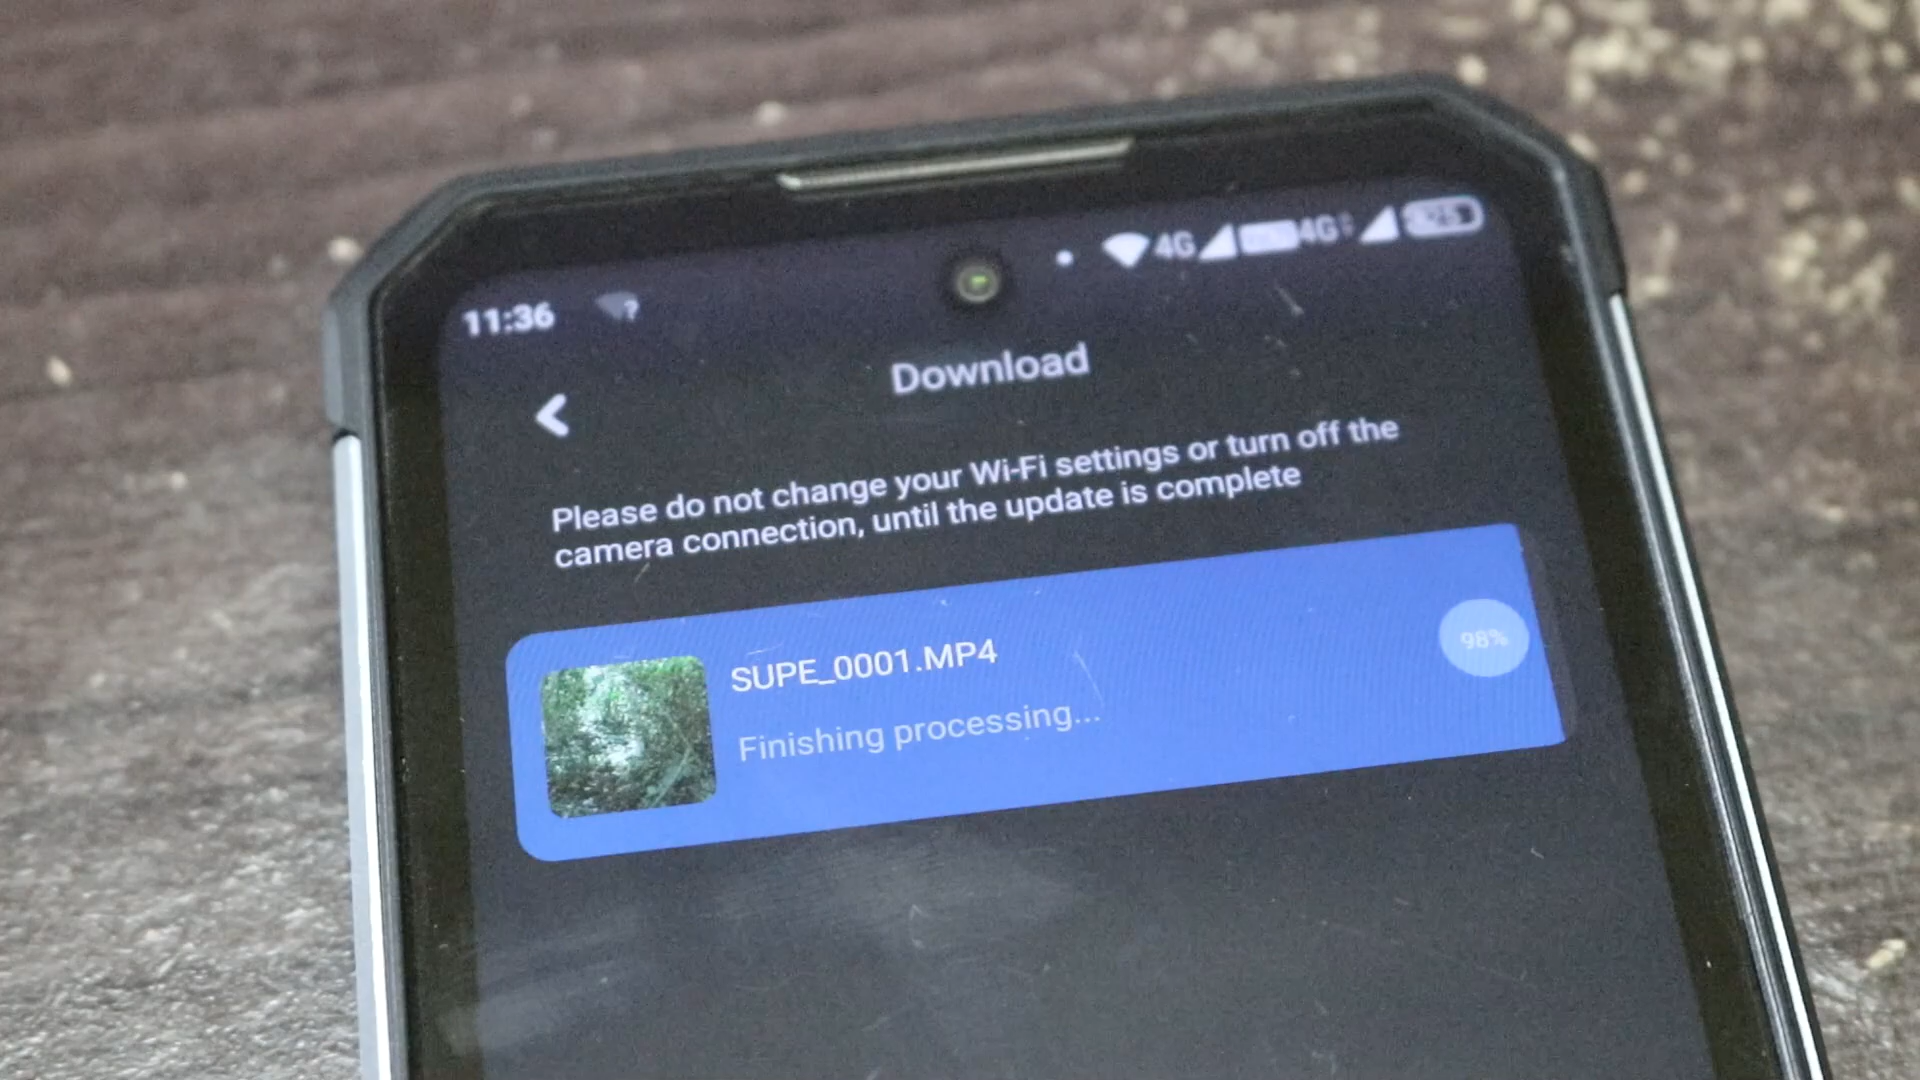 11:36
?
4G 4G
Download
Please do not change your Wi-Fi settings or turn off the
camera connection, until the update is complete
SUPE_0001.MP4
98%
Finishing processing...